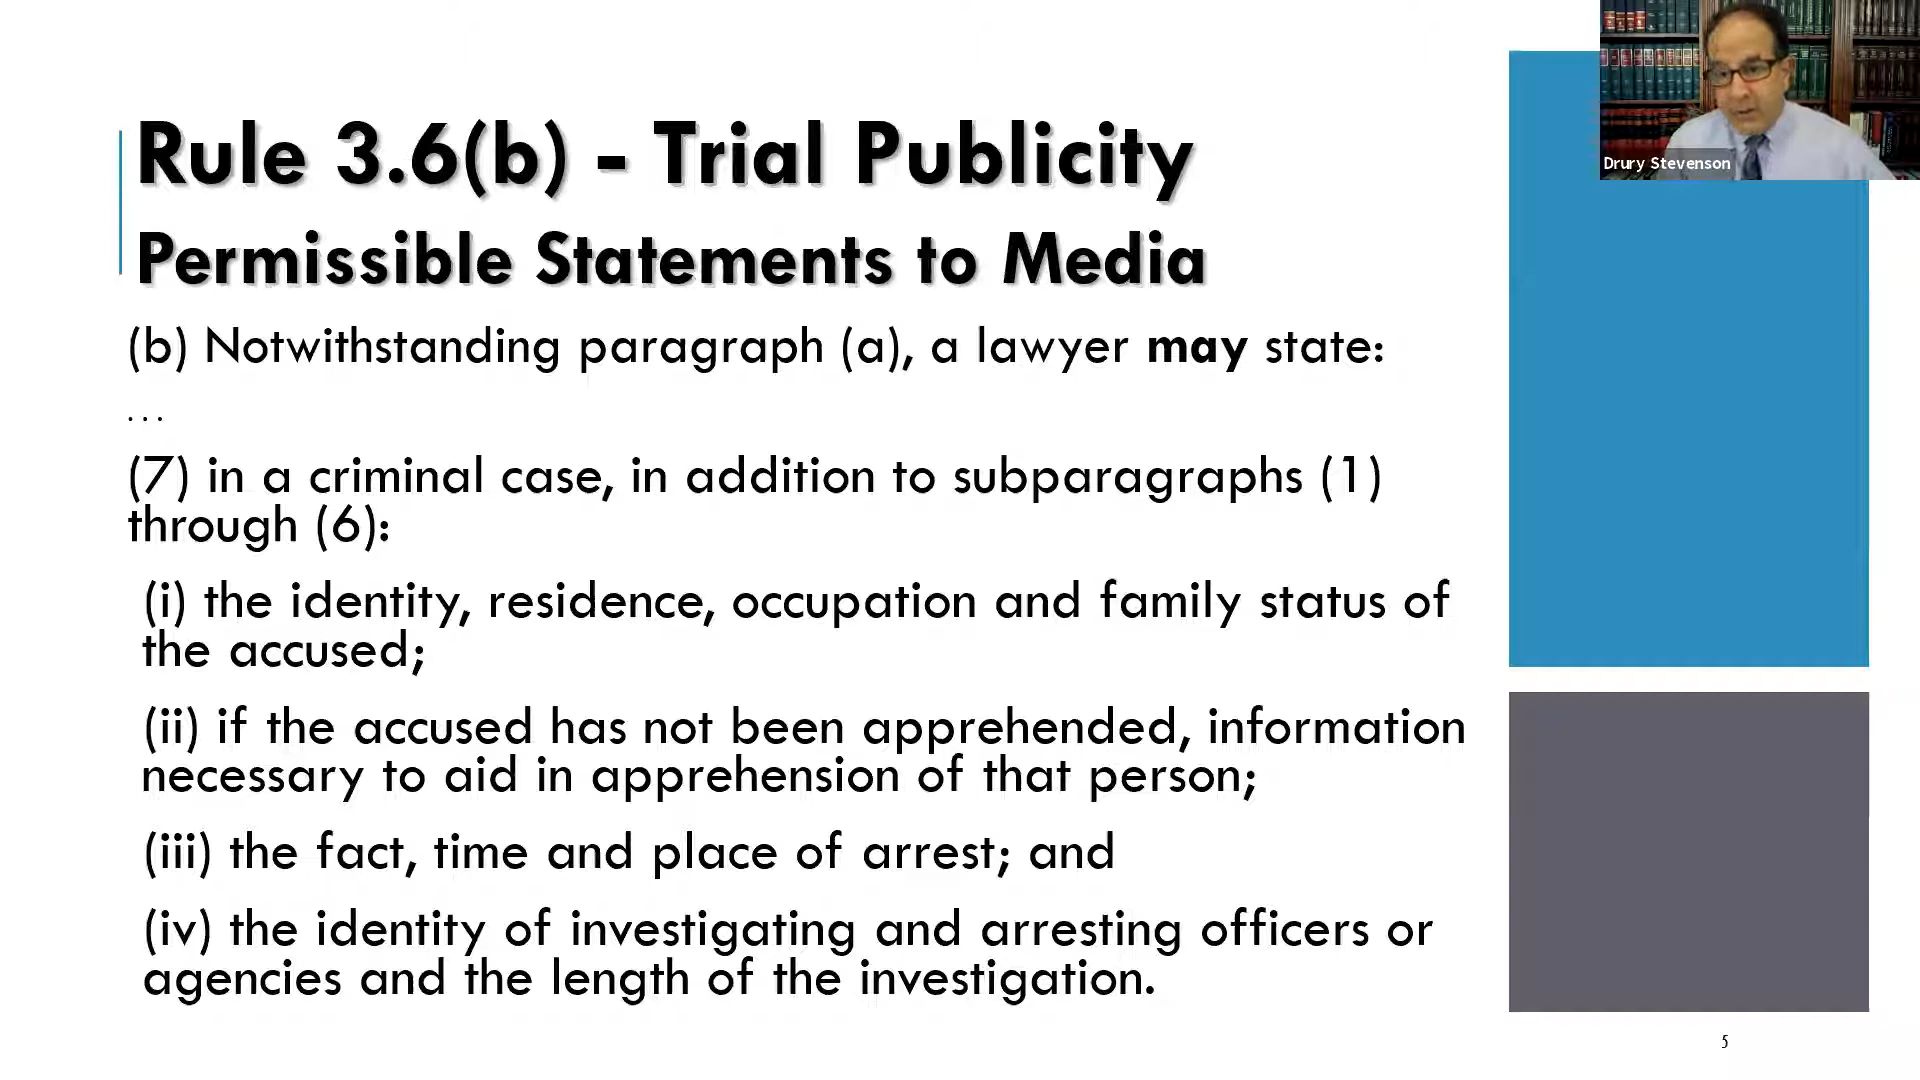 Drury Stevenson
Rule 3.6(b) - Trial Publicity
Permissible Statements to Media
(b) Notwithstanding paragraph (a), a lawyer may state:
...
(7) in a criminal case, in addition to subparagraphs (1)
through (6):
(i) the identity, residence, occupation and family status of
the accused;
(ii) if the accused has not been apprehended, information
necessary to aid in apprehension of that person;
(iii) the fact, time and place of arrest; and
(iv) the identity of investigating and arresting officers or
agencies and the length of the investigation.
5